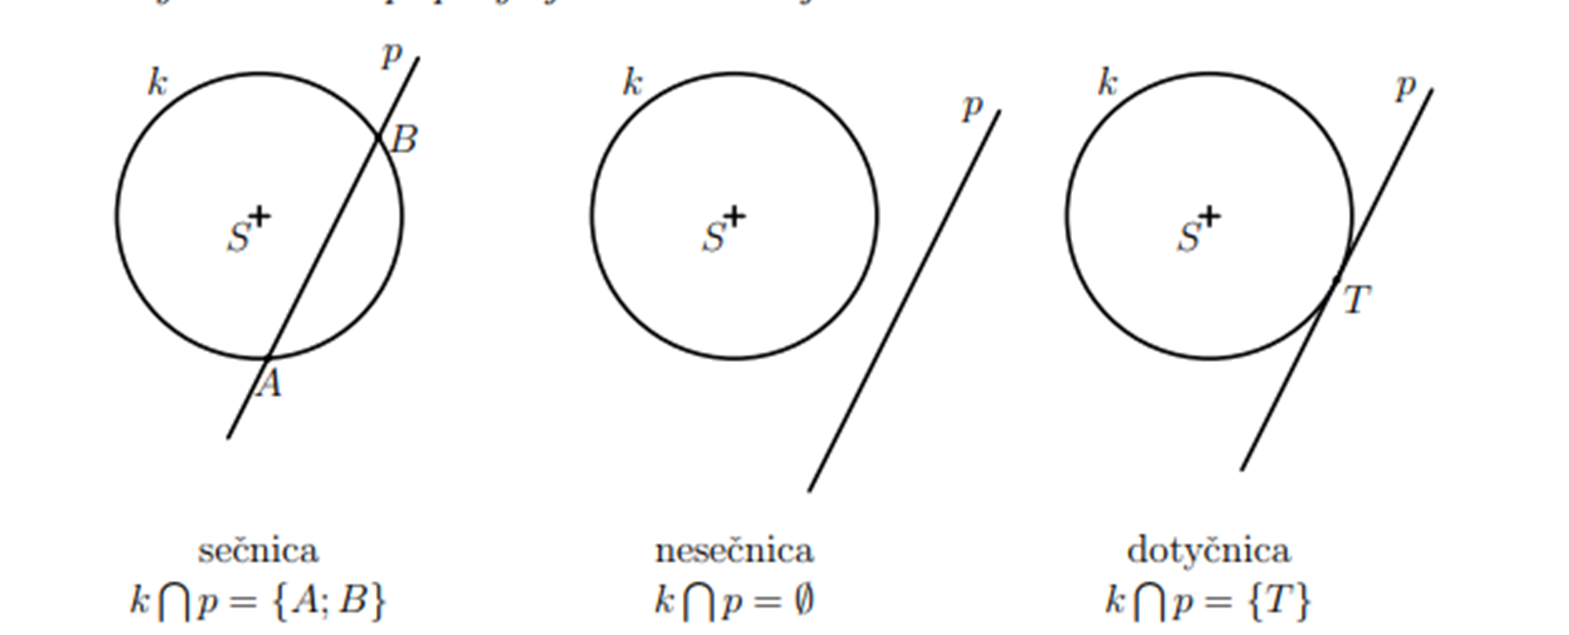 p
k
B
S
A
k
p
S
k
p
S
T
sečnica
k⋂p = {A; B}
nesečnica
k⋂p = ∅
dotyčnica
k⋂p = {T}